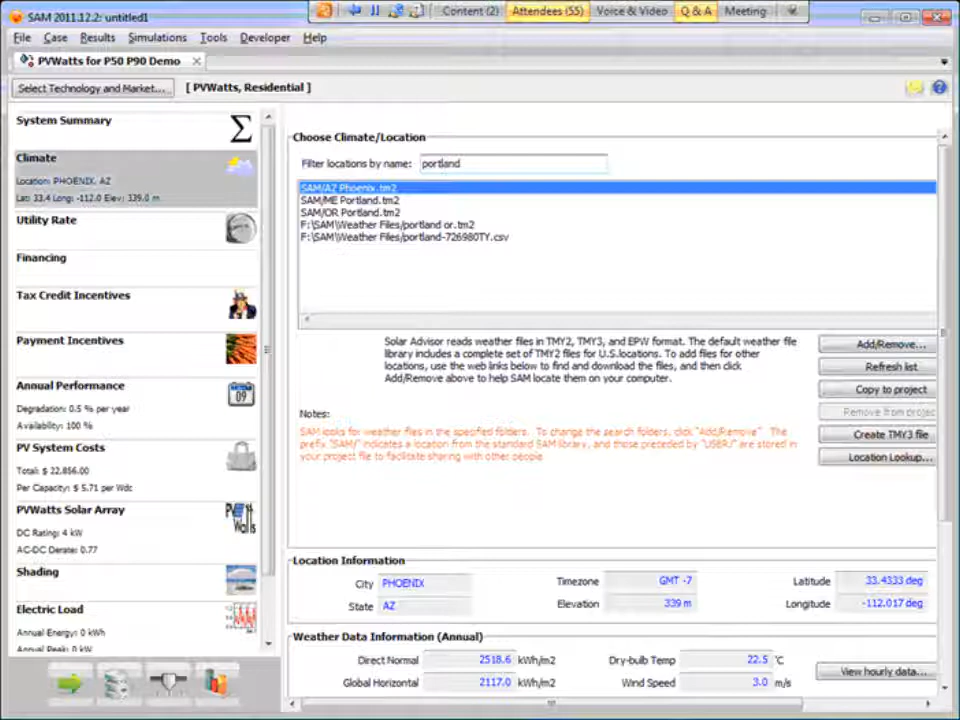 SAM 2011.12.2: untitled1
Content (2) Attendees (55) Voice & Video Q & A Meeting
File Case Results Simulations Tools Developer Help
PVWatts for P50 P90 Demo
Select Technology and Market... [ PVWatts, Residential ]
System Summary
Climate
Location: PHOENIX, AZ
Lat: 33.4 Long: -112.0 Elev: 339.0 m
Utility Rate
Financing
Tax Credit Incentives
Payment Incentives
Annual Performance
Degradation: 0.5 % per year
Availability: 100 %
PV System Costs
Total: $ 22,856.00
Per Capacity: $ 5.71 per Wdc
PVWatts Solar Array
DC Rating: 4 kW
AC-DC Derate: 0.77
Shading
Electric Load
Annual Energy: 0 kWh
Annual Peak: 0 kW
Choose Climate/Location
Filter locations by name: portland
SAM/AZ Phoenix.tm2
SAM/ME Portland.tm2
SAM/OR Portland.tm2
F:\SAM\Weather Files/portland or.tm2
F:\SAM\Weather Files/portland-726980TY.csv
Solar Advisor reads weather files in TMY2, TMY3, and EPW format. The default weather file
library includes a complete set of TMY2 files for U.S.locations. To add files for other
locations, use the web links below to find and download the files, and then click
Add/Remove above to help SAM locate them on your computer.
Add/Remove...
Refresh list
Copy to project
Remove from projec
Create TMY3 file
Location Lookup...
Notes:
SAM looks for weather files in the specified folders. To change the search folders, click "Add/Remove" The
prefix "SAM/" indicates a location from the standard SAM library, and those preceded by "USER/" are stored in
your project file to facilitate sharing with other people.
Location Information
City PHOENIX Timezone GMT -7 Latitude 33.4333 deg
State AZ Elevation 339 m Longitude -112.017 deg
Weather Data Information (Annual)
Direct Normal 2518.6 kWh/m2 Dry-bulb Temp 22.5 'C
Global Horizontal 2117.0 kWh/m2 Wind Speed 3.0 m/s
View hourly data...